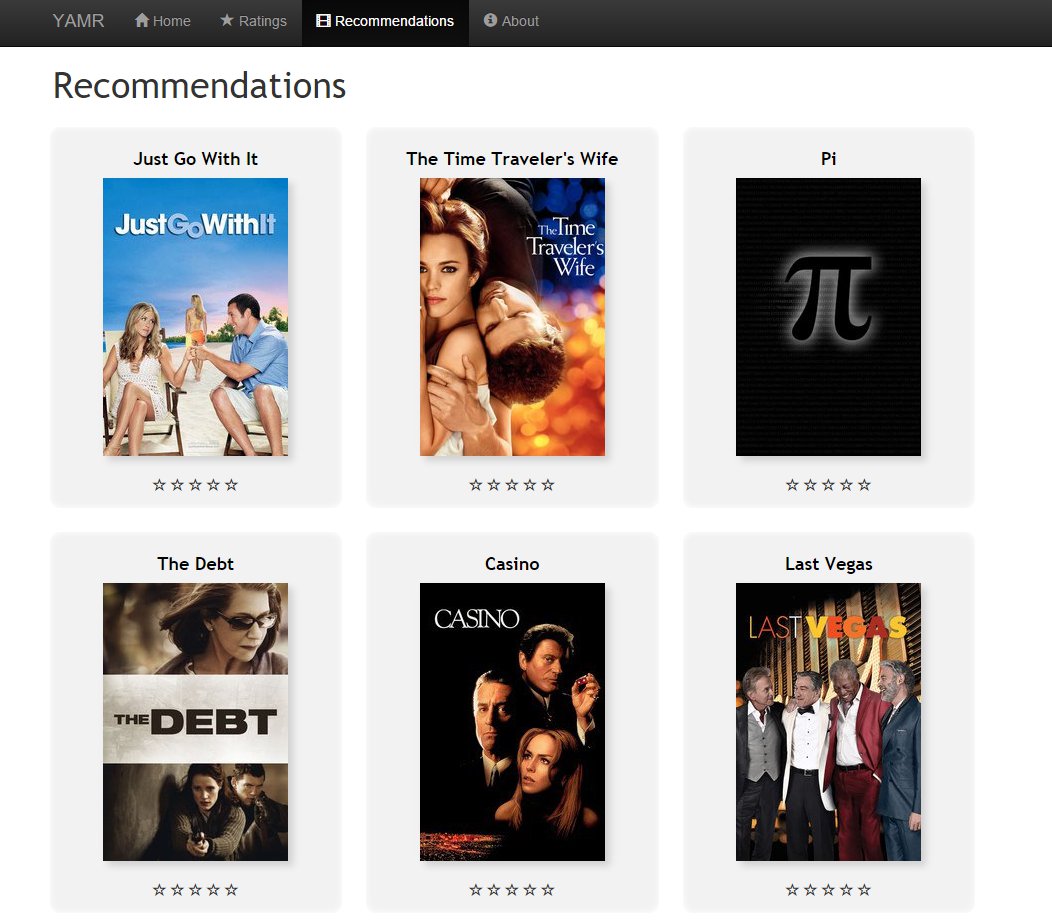 YAMR Home Ratings Recommendations About
Recommendations
Just Go With It
The Time Traveler's Wife
Pi
JustGoWithIt
The Time
Traveler's
Wife
π
The Debt
Casino
Last Vegas
THE DEBT
CASINO
LAST VEGAS